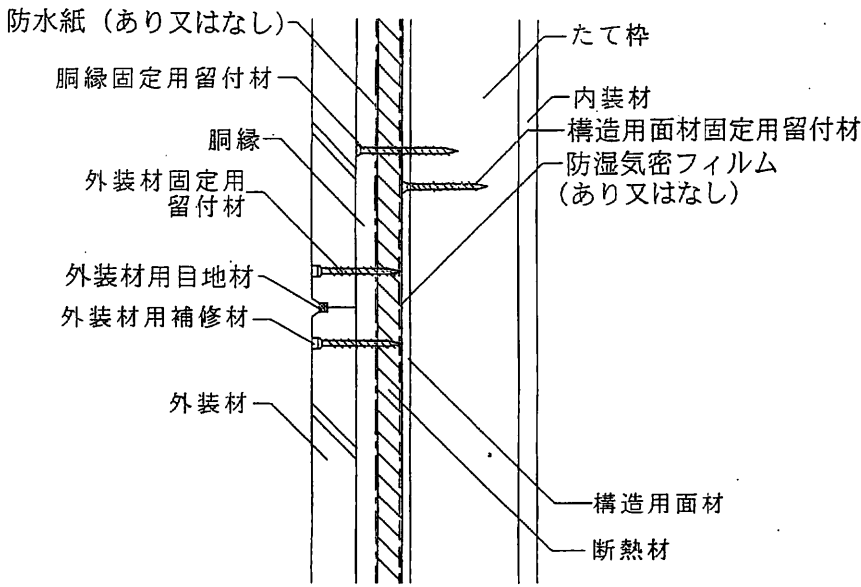 防水紙（あり又はなし）
胴縁固定用留付材
胴縁
外装材固定用
留付材
外装材用目地材
外装材用補修材
外装材
たて枠
内装材
構造用面材固定用留付材
防湿気密フィルム
（あり又はなし）
構造用面材
断熱材